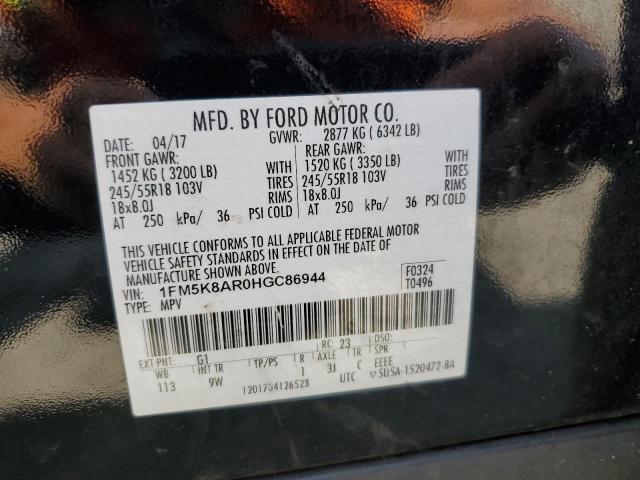 MFD. BY FORD MOTOR CO.
DATE: 04/17 GVWR: 2877 KG ( 6342 LB)
FRONT GAWR: REAR GAWR:
1452 KG ( 3200 LB) WITH 1520 KG ( 3350 LB) WITH
245/55R18 103V TIRES 245/55R18 103V TIRES
18x8.0J RIMS 18x8.0J RIMS
AT 250 kPa/ 36 PSI COLD AT 250 kPa/ 36 PSI COLD
THIS VEHICLE CONFORMS TO ALL APPLICABLE FEDERAL MOTOR
VEHICLE SAFETY STANDARDS IN EFFECT ON THE DATE OF
MANUFACTURE SHOWN ABOVE.
VIN: 1FM5K8AR0HGC86944 F0324
TYPE: MPV T0496
EXT PNT: G1 RC: 23 DSO:
WB INT TR TP/PS R AXLE TR SPR
113 9W 1 3J C EEEE
1201704126523 UTC ▽5U5A-1520472-BA